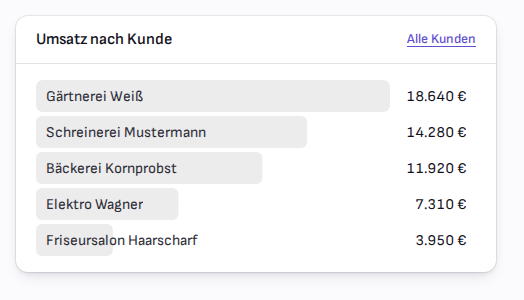 Umsatz nach Kunde Alle Kunden
Gärtnerei Weiß 18.640 €
Schreinerei Mustermann 14.280 €
Bäckerei Kornprobst 11.920 €
Elektro Wagner 7.310 €
Friseursalon Haarscharf 3.950 €